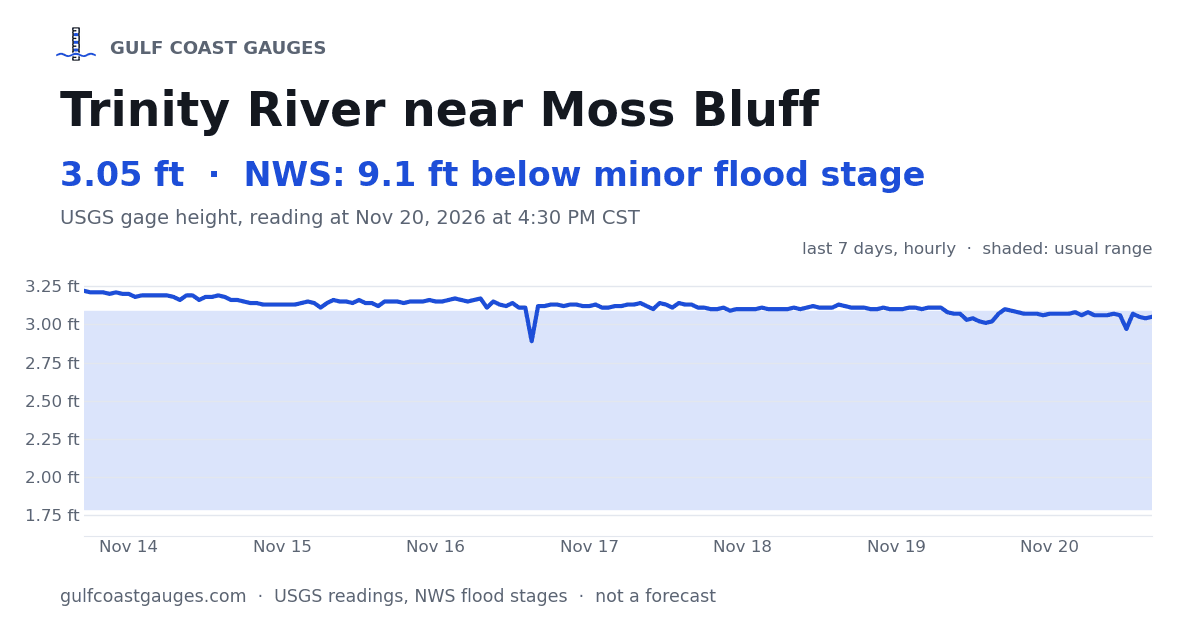 GULF COAST GAUGES
Trinity River near Moss Bluff
3.05 ft · NWS: 9.1 ft below minor flood stage
USGS gage height, reading at Nov 20, 2026 at 4:30 PM CST
last 7 days, hourly · shaded: usual range
3.25 ft
3.00 ft
2.75 ft
2.50 ft
2.25 ft
2.00 ft
1.75 ft
Nov 14 Nov 15 Nov 16 Nov 17 Nov 18 Nov 19 Nov 20
gulfcoastgauges.com · USGS readings, NWS flood stages · not a forecast